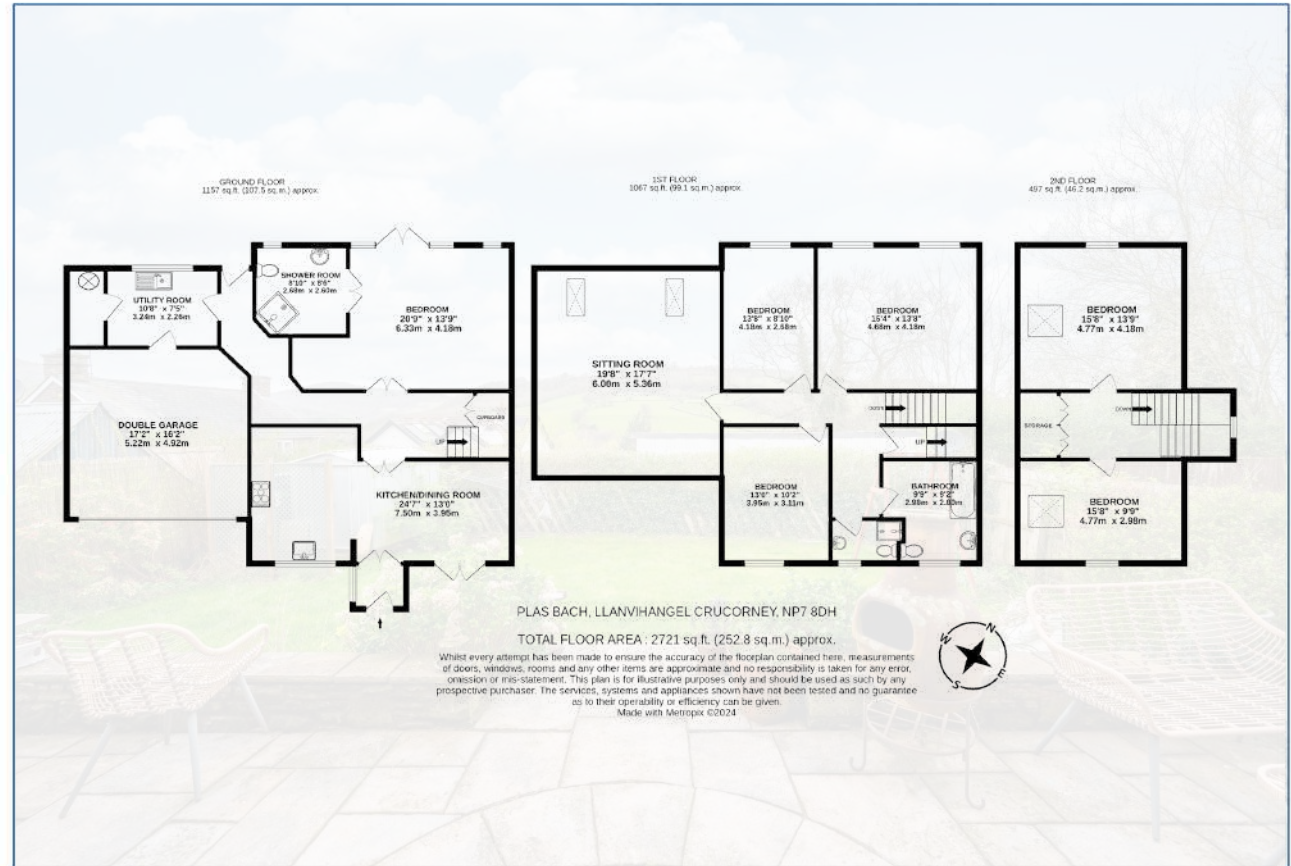 GROUND FLOOR
1157 sq.ft. (107.5 sq.m.) approx.
1ST FLOOR
1067 sq.ft. (99.1 sq.m.) approx.
2ND FLOOR
497 sq.ft. (46.2 sq.m.) approx.
SHOWER ROOM
8'10" x 8'6"
2.68m x 2.60m
UTILITY ROOM
10'8" x 7'5"
3.24m x 2.26m
BEDROOM
20'9" x 13'9"
6.33m x 4.18m
DOUBLE GARAGE
17'2" x 16'2"
5.22m x 4.92m
CUPBOARD
UP
KITCHEN/DINING ROOM
24'7" x 13'0"
7.50m x 3.95m
SITTING ROOM
19'8" x 17'7"
6.00m x 5.36m
BEDROOM
13'8" x 8'10"
4.18m x 2.68m
BEDROOM
15'4" x 13'8"
4.68m x 4.18m
DOWN
UP
BEDROOM
13'0" x 10'2"
3.95m x 3.11m
BATHROOM
9'9" x 9'2"
2.98m x
BEDROOM
15'8" x 13'9"
4.77m x 4.18m
STORAGE
DOWN
BEDROOM
15'8" x 9'9"
4.77m x 2.98m
PLAS BACH, LLANVIHANGEL CRUCORNEY, NP7 8DH
TOTAL FLOOR AREA : 2721 sq.ft. (252.8 sq.m.) approx.
Whilst every attempt has been made to ensure the accuracy of the floorplan contained here, measurements
of doors, windows, rooms and any other items are approximate and no responsibility is taken for any error,
omission or mis-statement. This plan is for illustrative purposes only and should be used as such by any
prospective purchaser. The services, systems and appliances shown have not been tested and no guarantee
as to their operability or efficiency can be given.
Made with Metropix ©2024
N
W
E
S